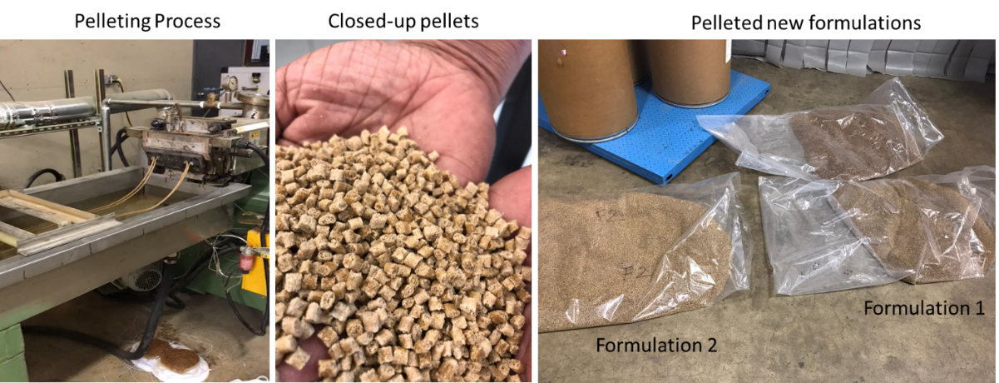 Pelleting Process
Closed-up pellets
Pelleted new formulations
Formulation 1
Formulation 2